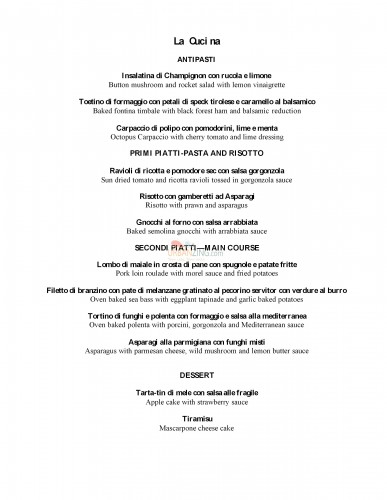 La Cucina
ANTIPASTI
Insalatina di Champignon con rucola e limone
Button mushroom and rocket salad with lemon vinaigrette
Tortino di formaggio con petali di speck tirolese e caramello al balsamico
Baked fontina timbale with black forest ham and balsamic reduction
Carpaccio di polipo con pomodorini, lime e menta
Octopus Carpaccio with cherry tomato and lime dressing
PRIMI PIATTI-PASTA AND RISOTTO
Ravioli di ricotta e pomodore sec con salsa gorgonzola
Sun dried tomato and ricotta ravioli tossed in gorgonzola sauce
Risotto con gamberetti ad Asparagi
Risotto with prawn and asparagus
Gnocchi al forno con salsa arrabbiata
Baked semolina gnocchi with arrabbiata sauce
SECONDI PIATTI—MAIN COURSE
Lombo di maiale in crosta di pane con spugnole e patate fritte
Pork loin roulade with morel sauce and fried potatoes
Filetto di branzino con pate di melanzane gratinato al pecorino servitor con verdure al burro
Oven baked sea bass with eggplant tapinade and garlic baked potatoes
Tortino di funghi e polenta con formaggio e salsa alla mediterranea
Oven baked polenta with porcini, gorgonzola and Mediterranean sauce
Asparagi alla parmigiana con funghi misti
Asparagus with parmesan cheese, wild mushroom and lemon butter sauce
DESSERT
Tarta-tin di mele con salsa alle fragile
Apple cake with strawberry sauce
Tiramisu
Mascarpone cheese cake